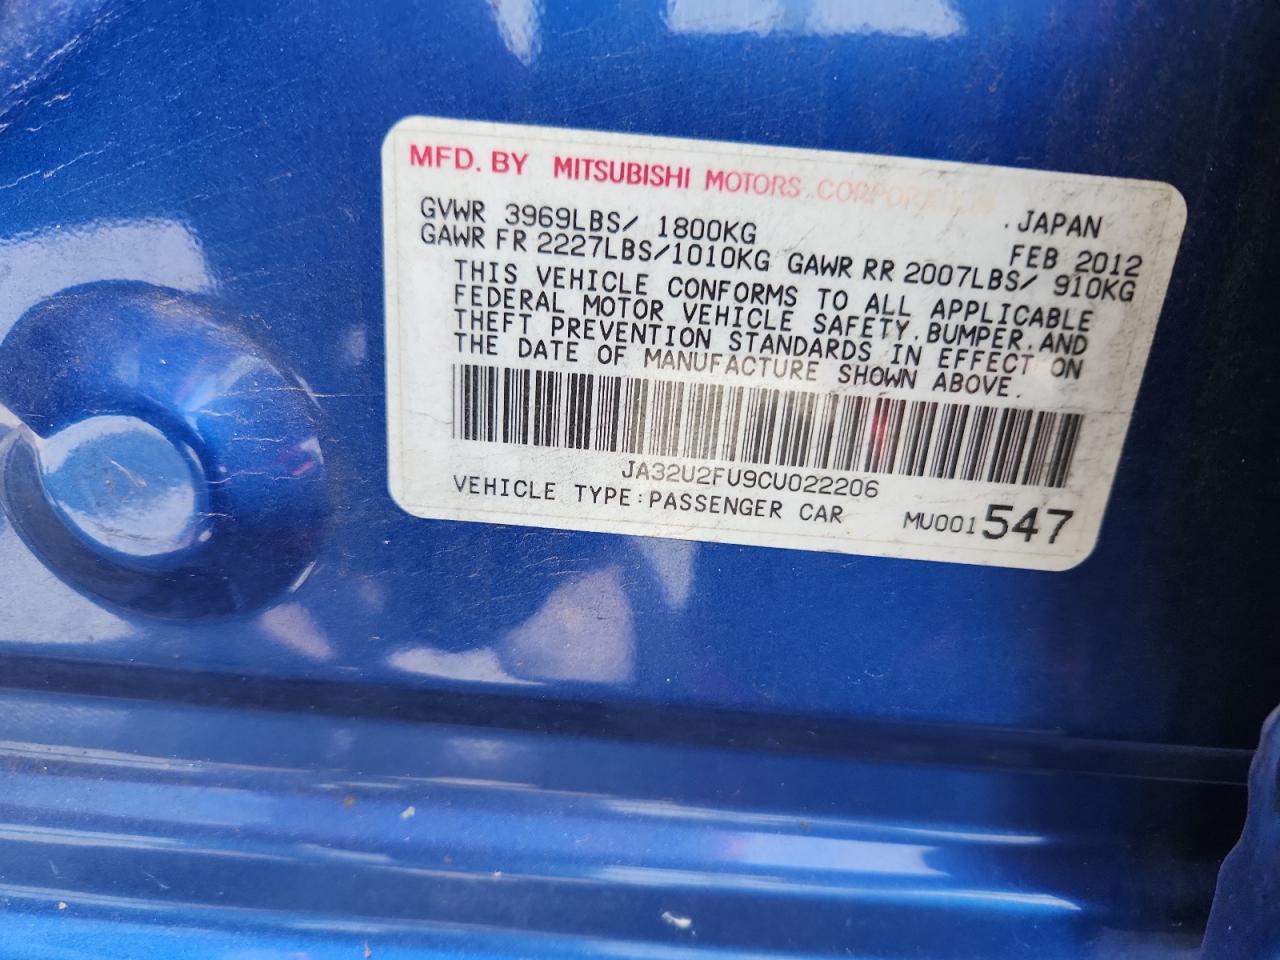 MFD. BY MITSUBISHI MOTORS CORPORATION
JAPAN
GVWR 3969LBS/ 1800KG FEB 2012
GAWR FR 2227LBS/1010KG GAWR RR 2007LBS/ 910KG
THIS VEHICLE CONFORMS TO ALL APPLICABLE
FEDERAL MOTOR VEHICLE SAFETY,BUMPER,AND
THEFT PREVENTION STANDARDS IN EFFECT ON
THE DATE OF MANUFACTURE SHOWN ABOVE.
JA32U2FU9CU022206
VEHICLE TYPE:PASSENGER CAR MU001547